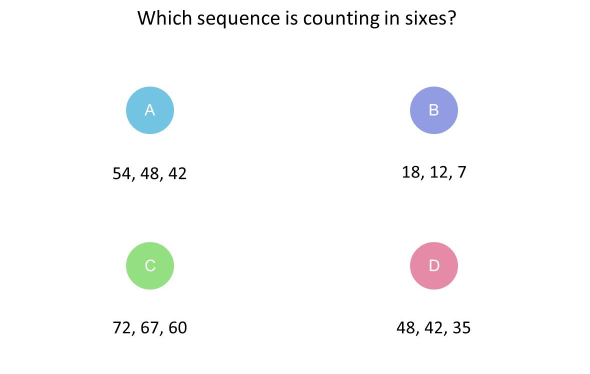 Which sequence is counting in sixes?
A
B
54, 48, 42
18, 12, 7
C
D
72, 67, 60
48, 42, 35